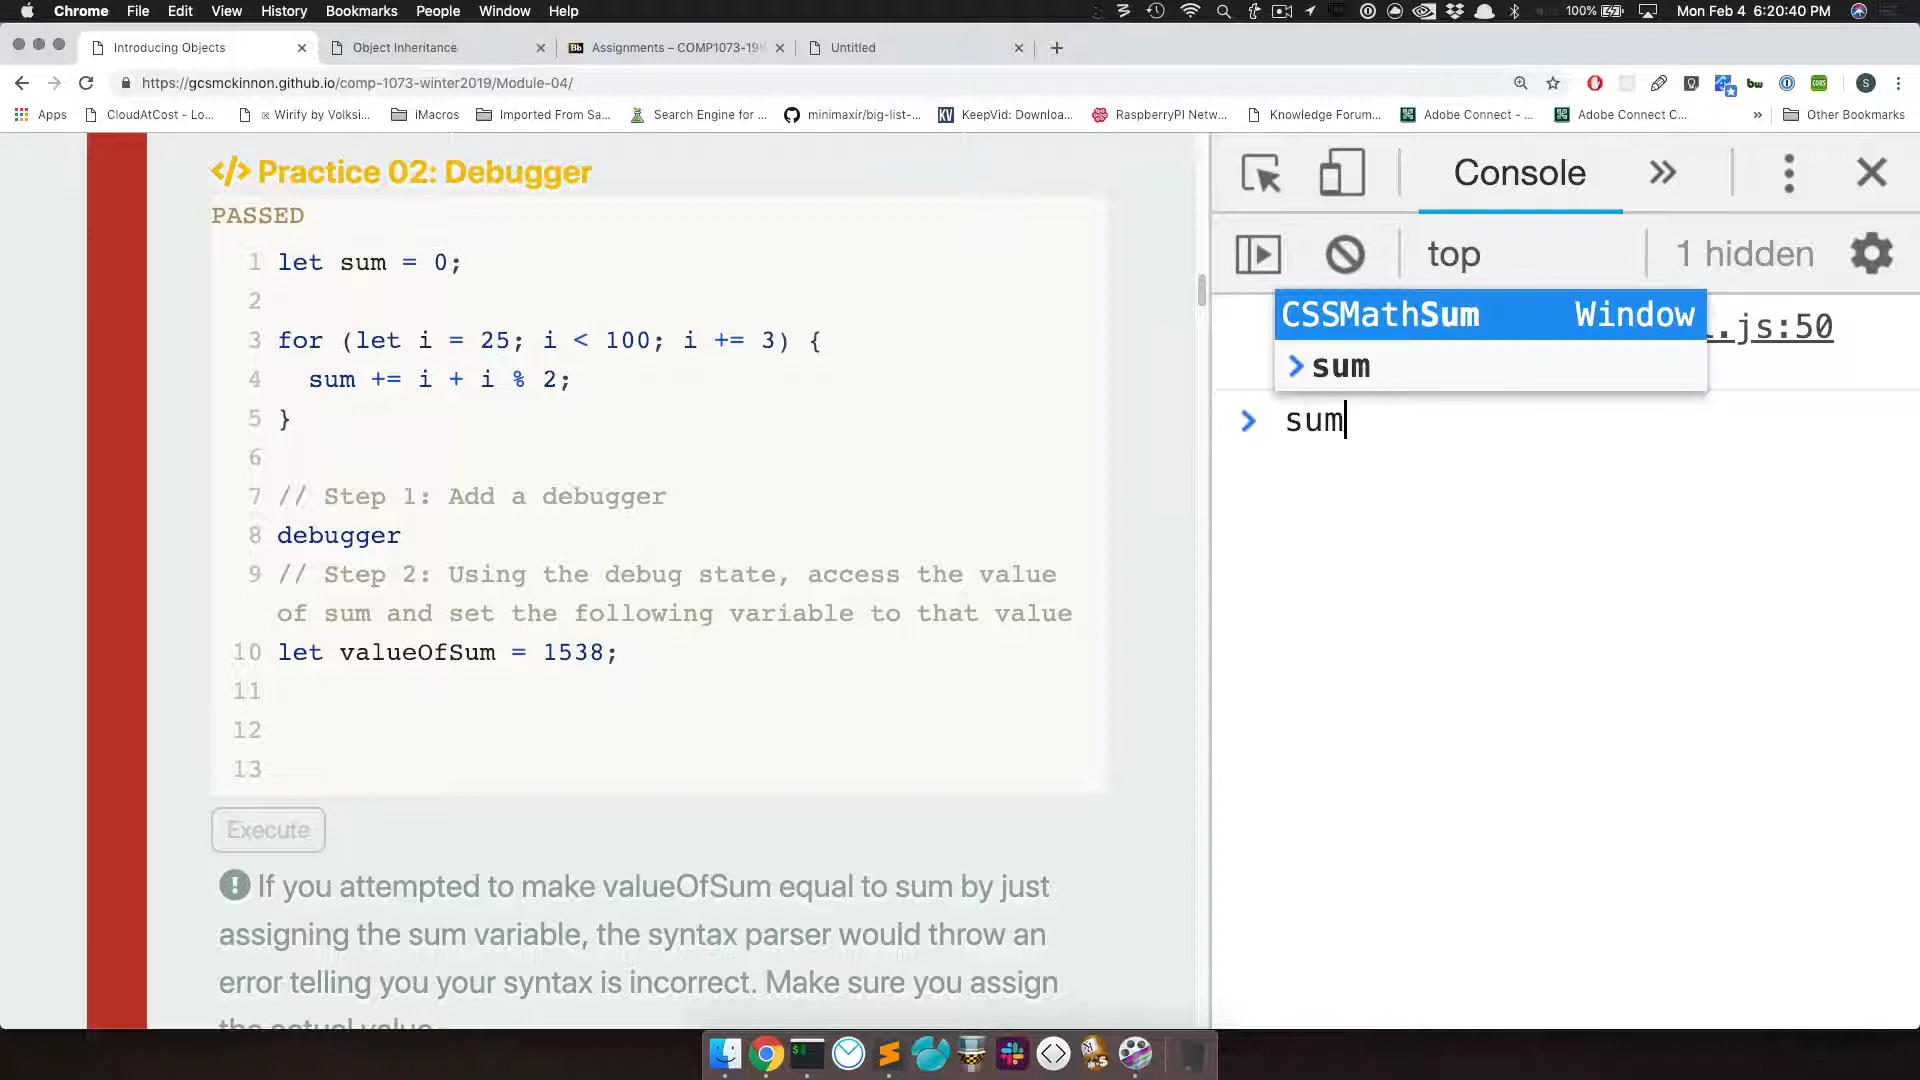 Chrome File Edit View History Bookmarks People Window Help 100% Mon Feb 4 6:20:40 PM
Introducing Objects Object Inheritance Bb Assignments – COMP1073-19 Untitled
https://gcsmckinnon.github.io/comp-1073-winter2019/Module-04/
Apps CloudAtCost - Lo... Wirify by Volksi... iMacros Imported From Sa... Search Engine for ... minimaxir/big-list-... KV KeepVid: Downloa... RaspberryPI Netw... Knowledge Forum... Adobe Connect - ... Adobe Connect C... » Other Bookmarks
</> Practice 02: Debugger
PASSED
1 let sum = 0;
2
3 for (let i = 25; i < 100; i += 3) {
4 sum += i + i % 2;
5 }
6
7 // Step 1: Add a debugger
8 debugger
9 // Step 2: Using the debug state, access the value
of sum and set the following variable to that value
10 let valueOfSum = 1538;
11
12
13
Execute
If you attempted to make valueOfSum equal to sum by just
assigning the sum variable, the syntax parser would throw an
error telling you your syntax is incorrect. Make sure you assign
the actual value.
Console
top 1 hidden
CSSMathSum Window
.js:50
sum
sum